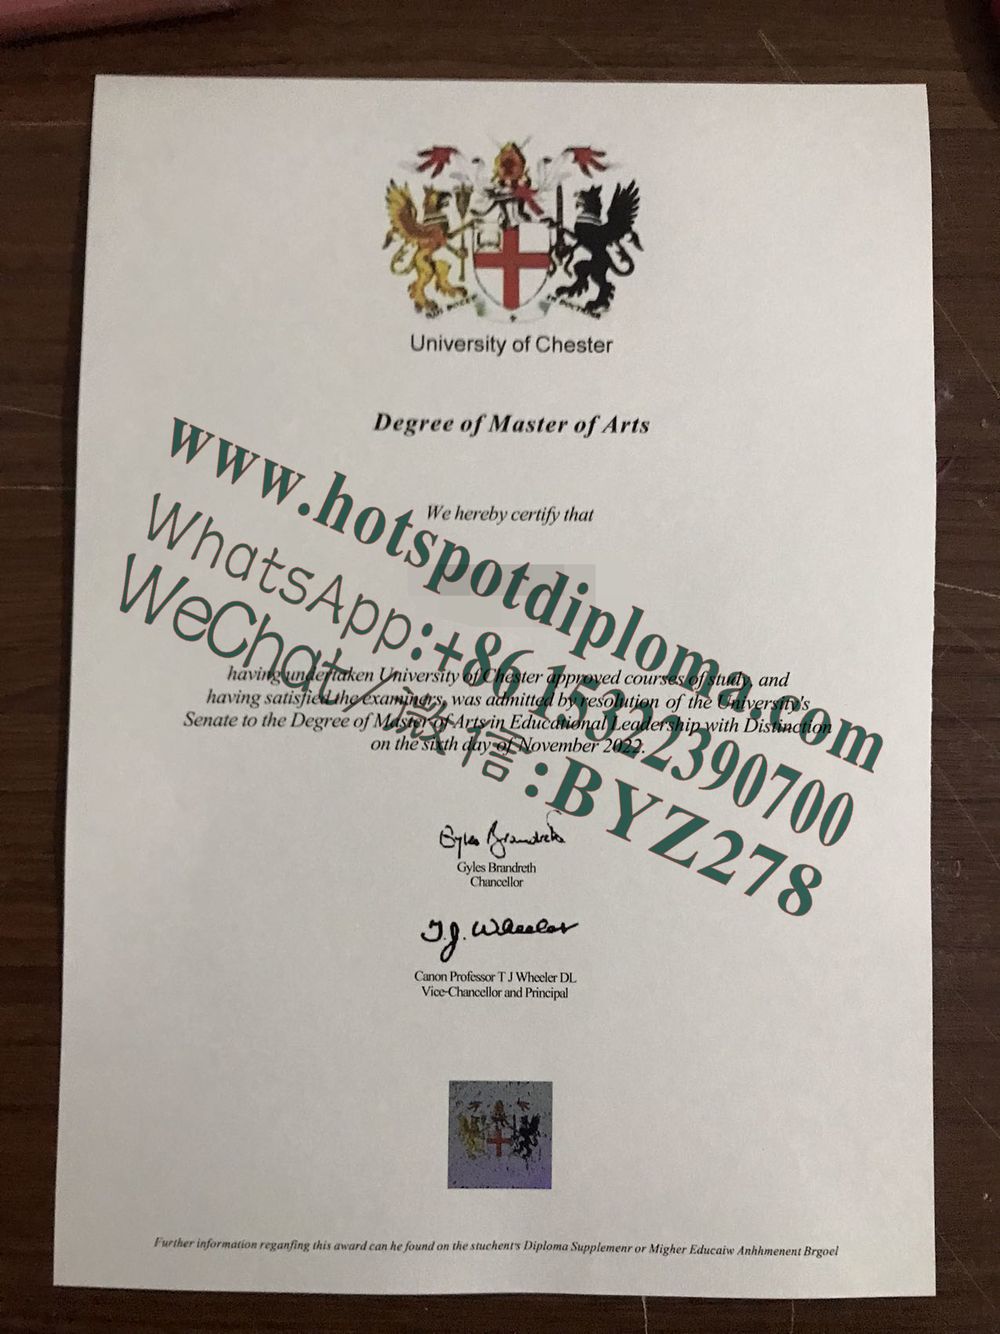 University of Chester
Degree of Master of Arts
We hereby certify that
having undertaken University of Chester approved courses of study, and
having satisfied the examiners, was admitted by resolution of the University's
Senate to the Degree of Master of Arts in Educational Leadership with Distinction
on the sixth day of November 2022.
www.hotspotdiploma.com
WhatsApp:+86 15322390700
WeChat/微信:BYZ278
Gyles Brandreth
Gyles Brandreth
Chancellor
T.J. Wheeler
Canon Professor T J Wheeler DL
Vice-Chancellor and Principal
Further information reganfing this award can he found on the stuchent's Diploma Supplemenr or Migher Educaiw Anhhmenent Brgoel